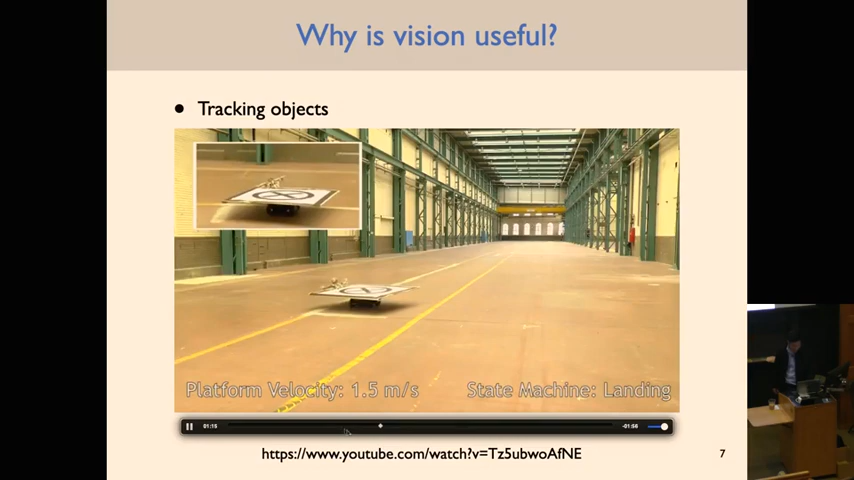 Why is vision useful?
• Tracking objects
Platform Velocity: 1.5 m/s
State Machine: Landing
01:15
-01:56
https://www.youtube.com/watch?v=Tz5ubwoAfNE
7